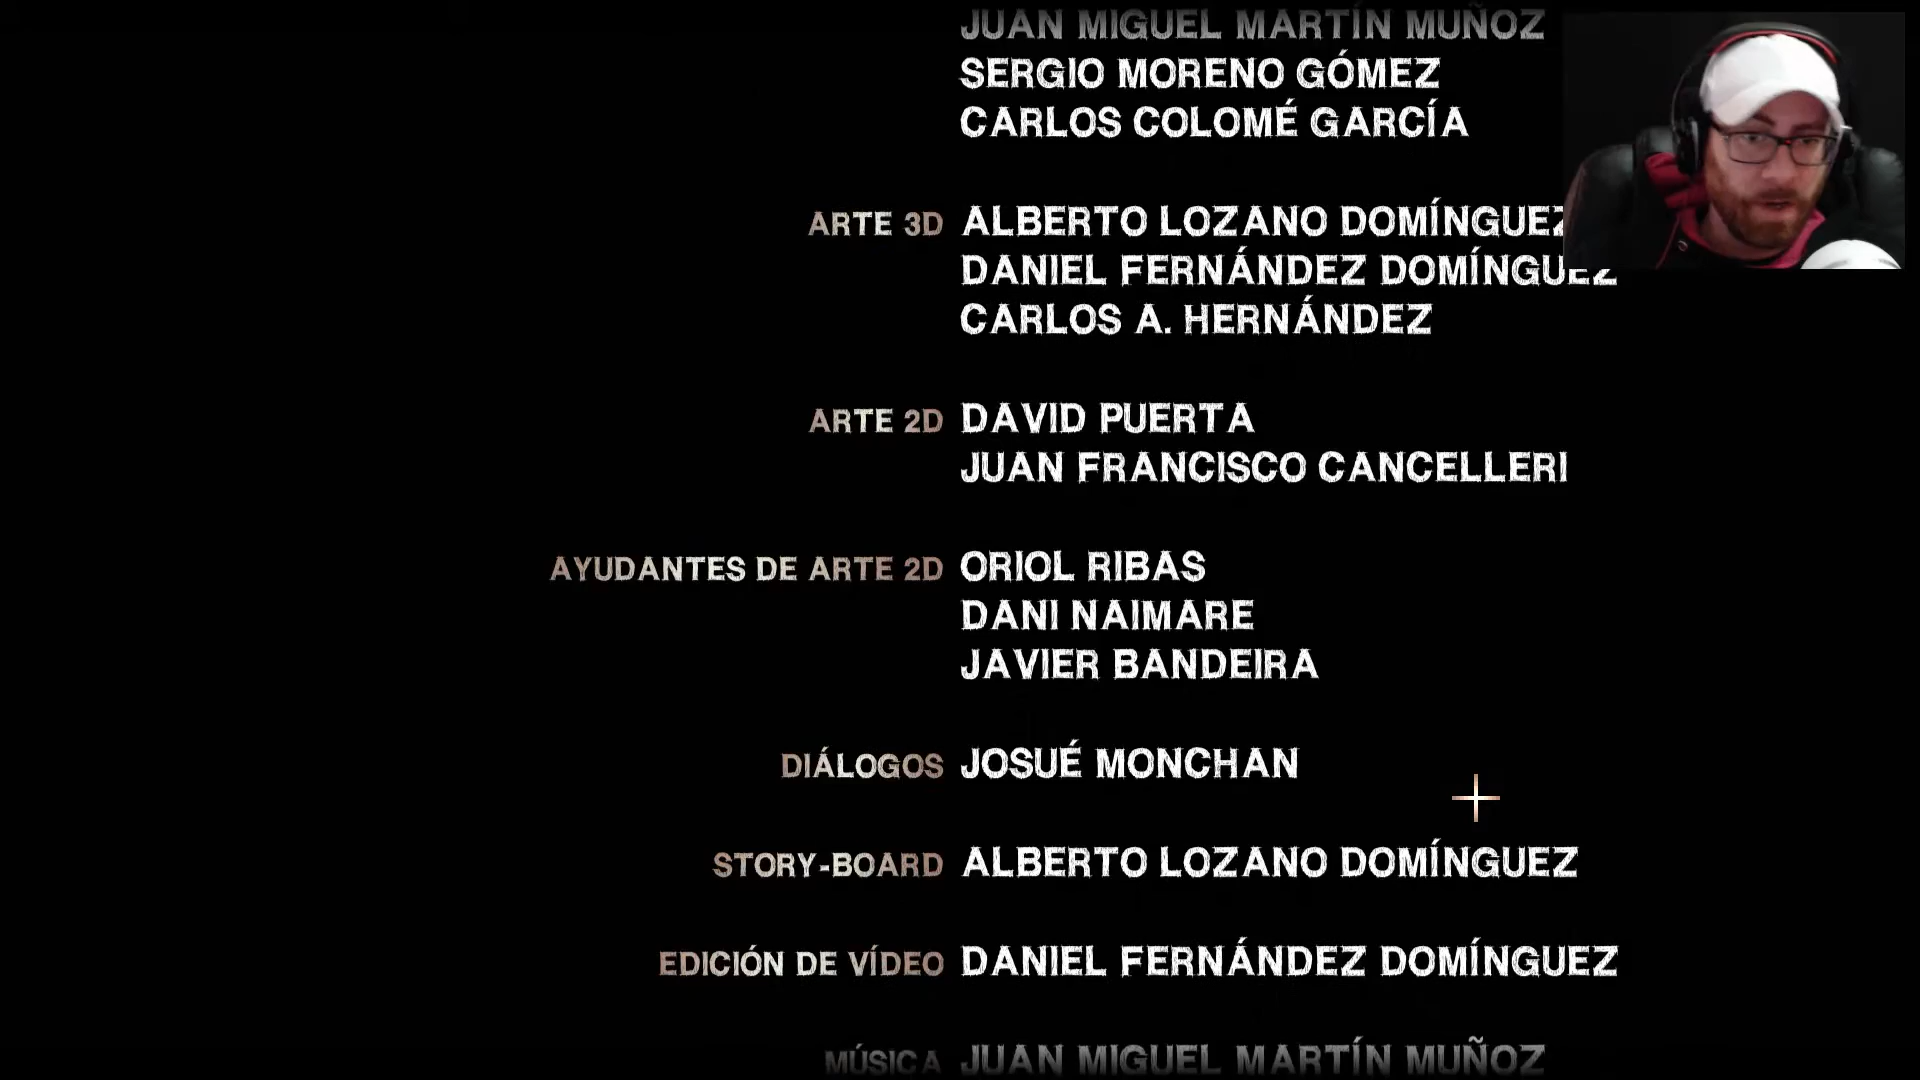 JUAN MIGUEL MARTÍN MUÑOZ
SERGIO MORENO GÓMEZ
CARLOS COLOMÉ GARCÍA
ARTE 3D ALBERTO LOZANO DOMÍNGUEZ
DANIEL FERNÁNDEZ DOMÍNGUEZ
CARLOS A. HERNÁNDEZ
ARTE 2D DAVID PUERTA
JUAN FRANCISCO CANCELLERI
AYUDANTES DE ARTE 2D ORIOL RIBAS
DANI NAIMARE
JAVIER BANDEIRA
DIÁLOGOS JOSUÉ MONCHAN
STORY-BOARD ALBERTO LOZANO DOMÍNGUEZ
EDICIÓN DE VÍDEO DANIEL FERNÁNDEZ DOMÍNGUEZ
MÚSICA JUAN MIGUEL MARTÍN MUÑOZ